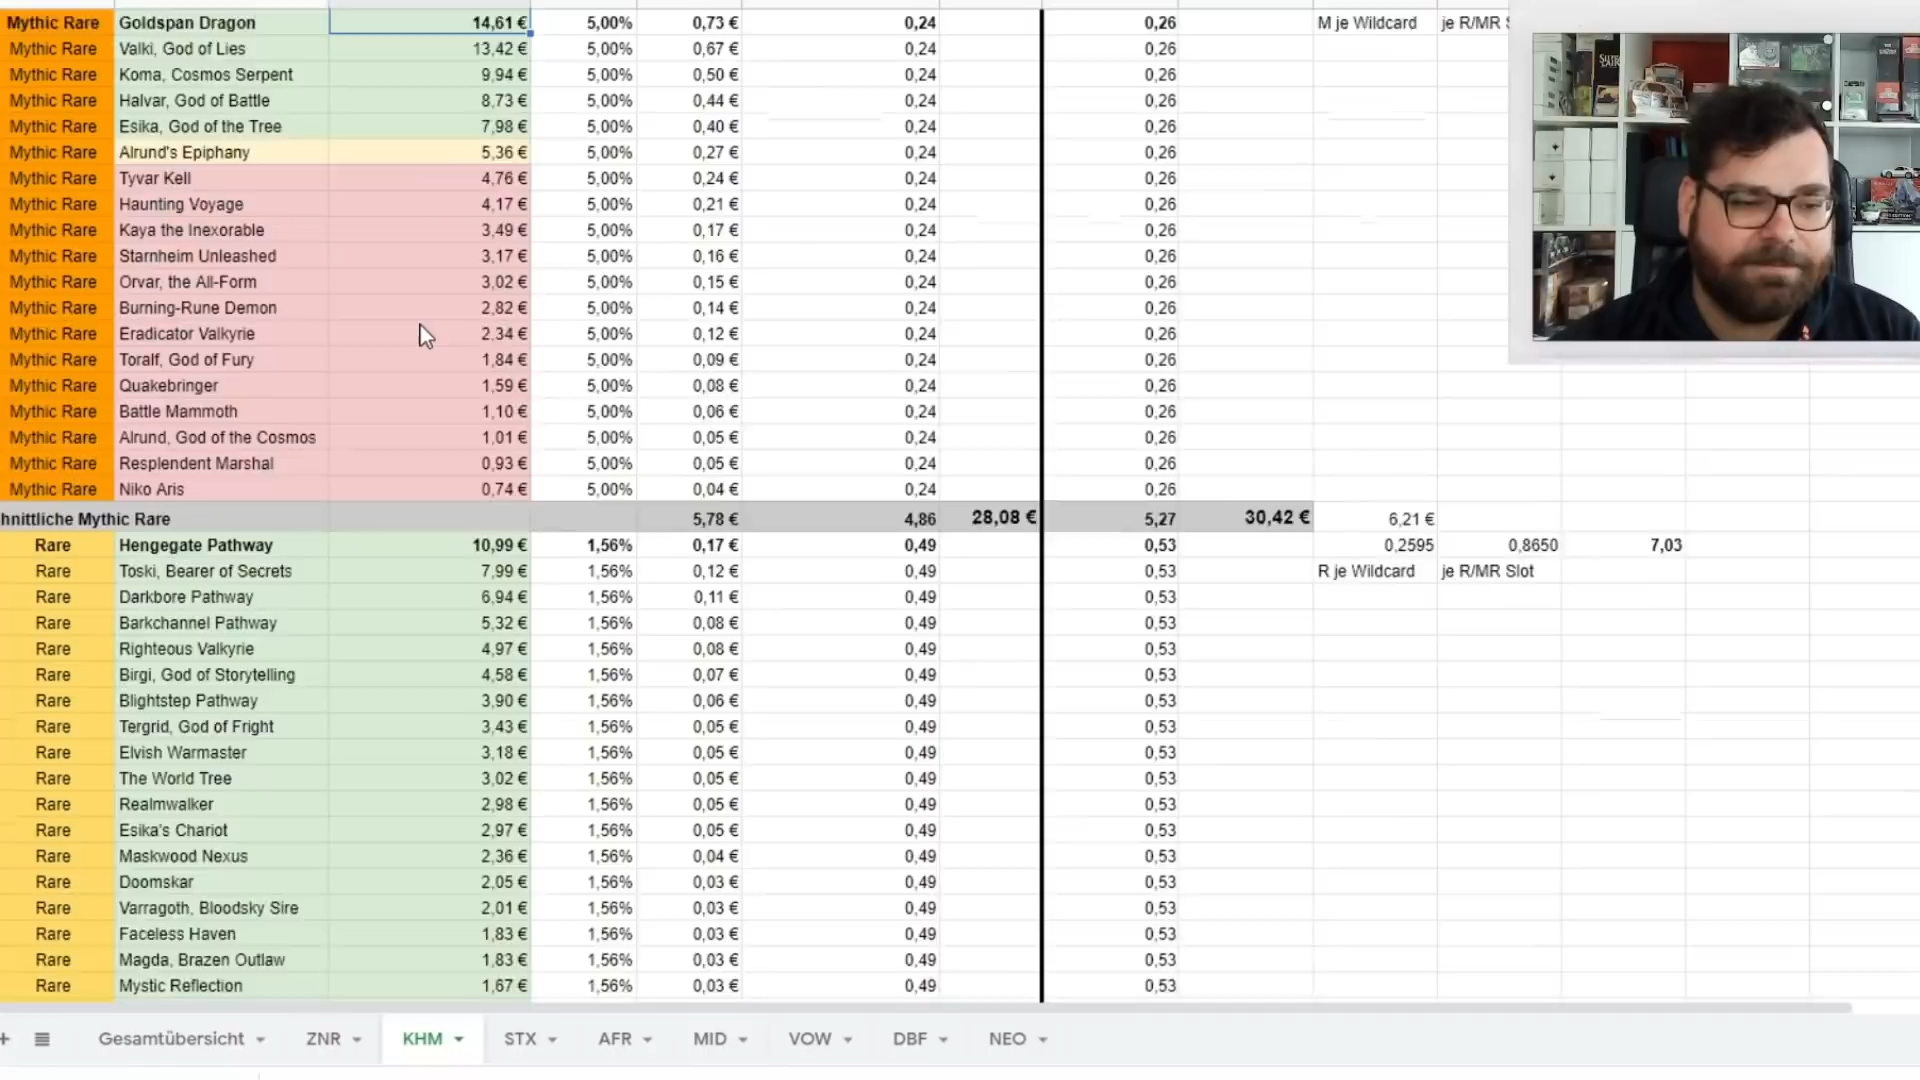 Mythic Rare Goldspan Dragon 14,61 € 5,00% 0,73 € 0,24 0,26 M je Wildcard je R/MR
Mythic Rare Valki, God of Lies 13,42 € 5,00% 0,67 € 0,24 0,26
Mythic Rare Koma, Cosmos Serpent 9,94 € 5,00% 0,50 € 0,24 0,26
Mythic Rare Halvar, God of Battle 8,73 € 5,00% 0,44 € 0,24 0,26
Mythic Rare Esika, God of the Tree 7,98 € 5,00% 0,40 € 0,24 0,26
Mythic Rare Alrund's Epiphany 5,36 € 5,00% 0,27 € 0,24 0,26
Mythic Rare Tyvar Kell 4,76 € 5,00% 0,24 € 0,24 0,26
Mythic Rare Haunting Voyage 4,17 € 5,00% 0,21 € 0,24 0,26
Mythic Rare Kaya the Inexorable 3,49 € 5,00% 0,17 € 0,24 0,26
Mythic Rare Starnheim Unleashed 3,17 € 5,00% 0,16 € 0,24 0,26
Mythic Rare Orvar, the All-Form 3,02 € 5,00% 0,15 € 0,24 0,26
Mythic Rare Burning-Rune Demon 2,82 € 5,00% 0,14 € 0,24 0,26
Mythic Rare Eradicator Valkyrie 2,34 € 5,00% 0,12 € 0,24 0,26
Mythic Rare Toralf, God of Fury 1,84 € 5,00% 0,09 € 0,24 0,26
Mythic Rare Quakebringer 1,59 € 5,00% 0,08 € 0,24 0,26
Mythic Rare Battle Mammoth 1,10 € 5,00% 0,06 € 0,24 0,26
Mythic Rare Alrund, God of the Cosmos 1,01 € 5,00% 0,05 € 0,24 0,26
Mythic Rare Resplendent Marshal 0,93 € 5,00% 0,05 € 0,24 0,26
Mythic Rare Niko Aris 0,74 € 5,00% 0,04 € 0,24 0,26
hnittliche Mythic Rare 5,78 € 4,86 28,08 € 5,27 30,42 € 6,21 €
Rare Hengegate Pathway 10,99 € 1,56% 0,17 € 0,49 0,53 0,2595 0,8650 7,03
Rare Toski, Bearer of Secrets 7,99 € 1,56% 0,12 € 0,49 0,53 R je Wildcard je R/MR Slot
Rare Darkbore Pathway 6,94 € 1,56% 0,11 € 0,49 0,53
Rare Barkchannel Pathway 5,32 € 1,56% 0,08 € 0,49 0,53
Rare Righteous Valkyrie 4,97 € 1,56% 0,08 € 0,49 0,53
Rare Birgi, God of Storytelling 4,58 € 1,56% 0,07 € 0,49 0,53
Rare Blightstep Pathway 3,90 € 1,56% 0,06 € 0,49 0,53
Rare Tergrid, God of Fright 3,43 € 1,56% 0,05 € 0,49 0,53
Rare Elvish Warmaster 3,18 € 1,56% 0,05 € 0,49 0,53
Rare The World Tree 3,02 € 1,56% 0,05 € 0,49 0,53
Rare Realmwalker 2,98 € 1,56% 0,05 € 0,49 0,53
Rare Esika's Chariot 2,97 € 1,56% 0,05 € 0,49 0,53
Rare Maskwood Nexus 2,36 € 1,56% 0,04 € 0,49 0,53
Rare Doomskar 2,05 € 1,56% 0,03 € 0,49 0,53
Rare Varragoth, Bloodsky Sire 2,01 € 1,56% 0,03 € 0,49 0,53
Rare Faceless Haven 1,83 € 1,56% 0,03 € 0,49 0,53
Rare Magda, Brazen Outlaw 1,83 € 1,56% 0,03 € 0,49 0,53
Rare Mystic Reflection 1,67 € 1,56% 0,03 € 0,49 0,53
Gesamtübersicht ZNR KHM STX AFR MID VOW DBF NEO